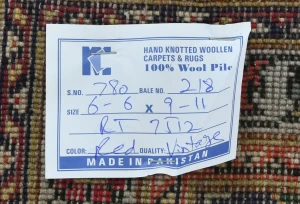 HAND KNOTTED WOOLLEN
CARPETS & RUGS
100% Wool Pile
S.NO. 780 BALE NO. 218
SIZE 6-6 x 9-11
RT 7512
COLOR: Red QUALITY: Vintage
MADE IN PAKISTAN